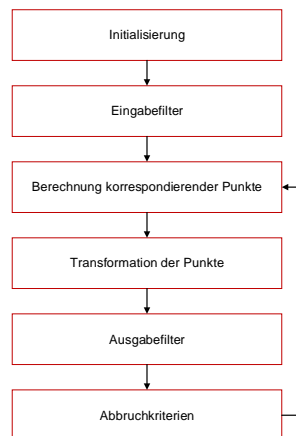 Initialisierung
Eingabefilter
Berechnung korrespondierender Punkte
Transformation der Punkte
Ausgabefilter
Abbruchkriterien